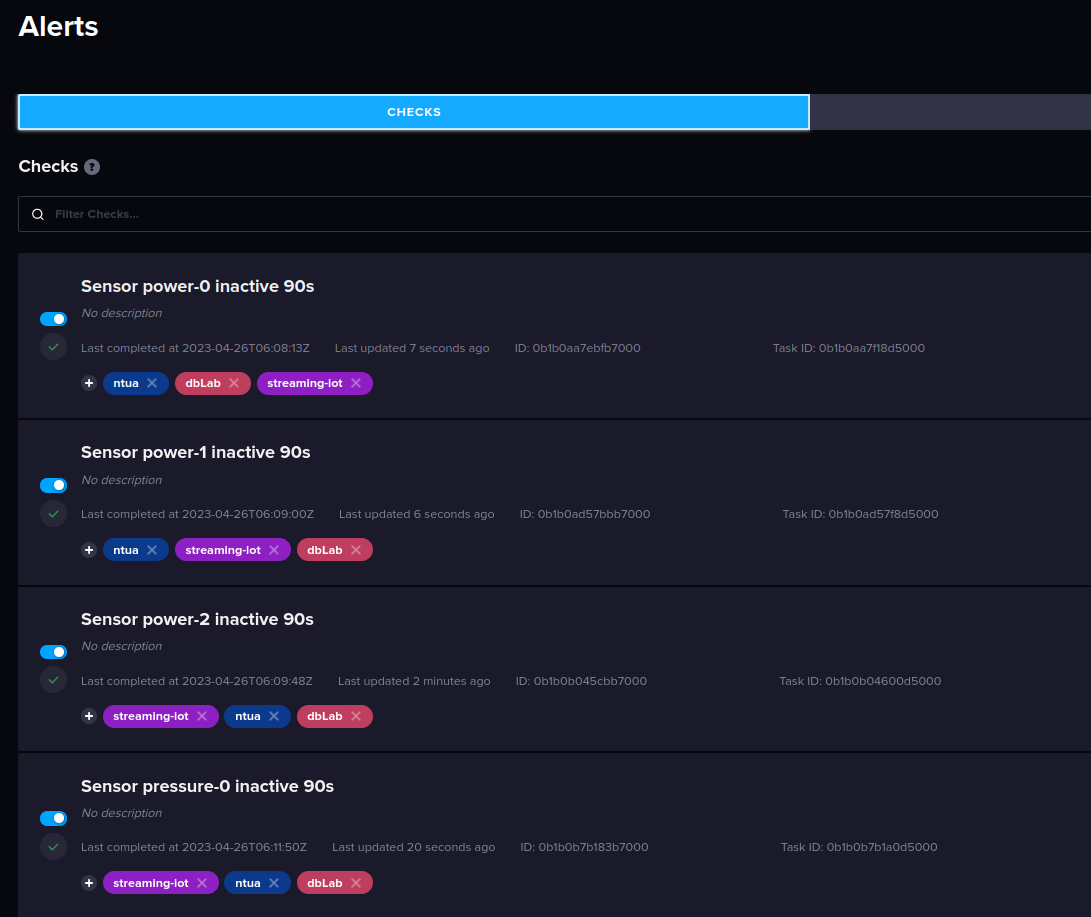 Alerts
CHECKS
Checks ?
Filter Checks...
Sensor power-0 inactive 90s
No description
Last completed at 2023-04-26T06:08:13Z Last updated 7 seconds ago ID: 0b1b0aa7ebfb7000 Task ID: 0b1b0aa7f18d5000
ntua dbLab streaming-iot
Sensor power-1 inactive 90s
No description
Last completed at 2023-04-26T06:09:00Z Last updated 6 seconds ago ID: 0b1b0ad57bbb7000 Task ID: 0b1b0ad57f8d5000
ntua streaming-iot dbLab
Sensor power-2 inactive 90s
No description
Last completed at 2023-04-26T06:09:48Z Last updated 2 minutes ago ID: 0b1b0b045cbb7000 Task ID: 0b1b0b04600d5000
streaming-iot ntua dbLab
Sensor pressure-0 inactive 90s
No description
Last completed at 2023-04-26T06:11:50Z Last updated 20 seconds ago ID: 0b1b0b7b183b7000 Task ID: 0b1b0b7b1a0d5000
streaming-iot ntua dbLab